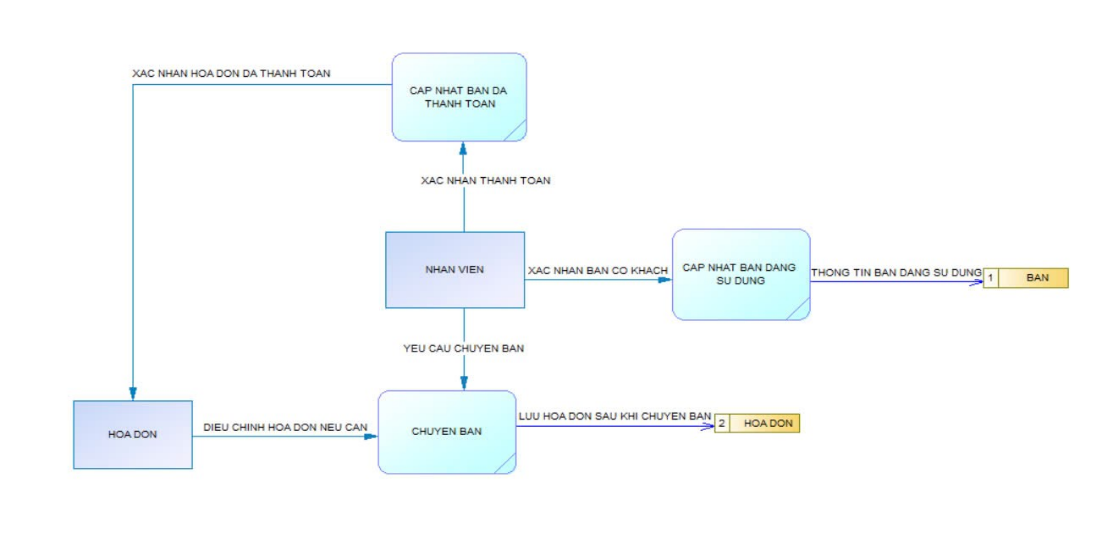 XAC NHAN HOA DON DA THANH TOAN
CAP NHAT BAN DA
THANH TOAN
XAC NHAN THANH TOAN
NHAN VIEN
XAC NHAN BAN CO KHACH
CAP NHAT BAN DANG
SU DUNG
THONG TIN BAN DANG SU DUNG
1
BAN
YEU CAU CHUYEN BAN
HOA DON
DIEU CHINH HOA DON NEU CAN
CHUYEN BAN
LUU HOA DON SAU KHI CHUYEN BAN
2
HOA DON